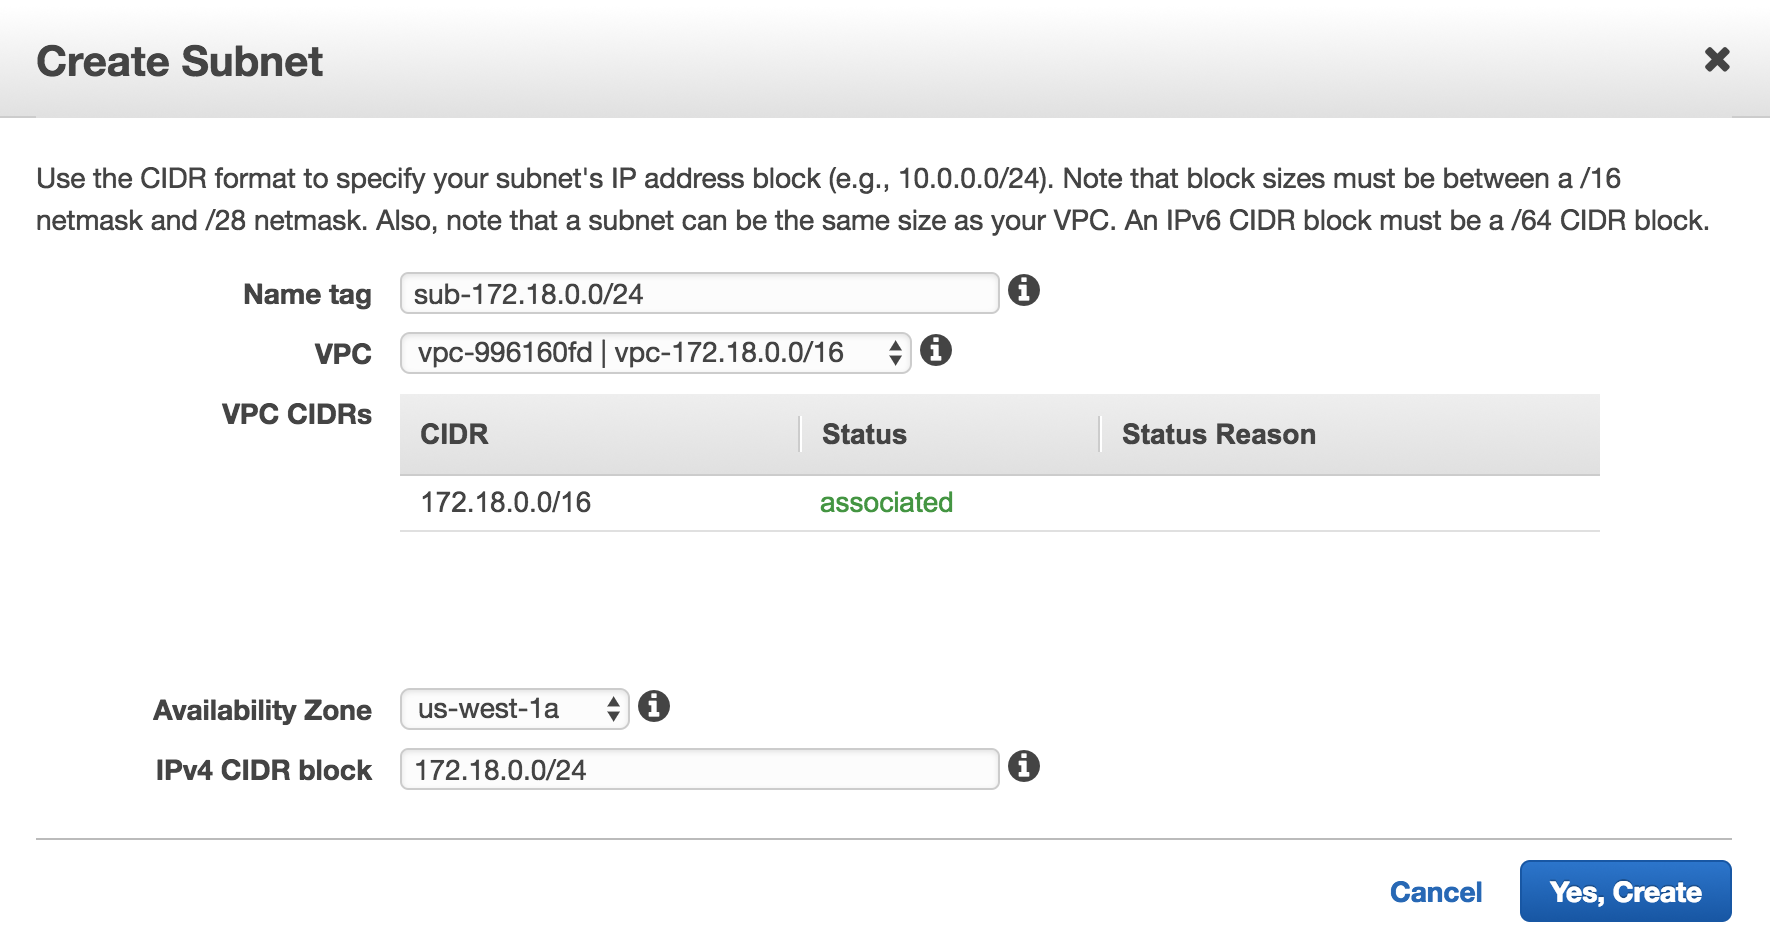 Create Subnet
Use the CIDR format to specify your subnet's IP address block (e.g., 10.0.0.0/24). Note that block sizes must be between a /16
netmask and /28 netmask. Also, note that a subnet can be the same size as your VPC. An IPv6 CIDR block must be a /64 CIDR block.
Name tag sub-172.18.0.0/24
VPC vpc-996160fd | vpc-172.18.0.0/16
VPC CIDRs CIDR Status Status Reason
172.18.0.0/16 associated
Availability Zone us-west-1a
IPv4 CIDR block 172.18.0.0/24
Cancel Yes, Create